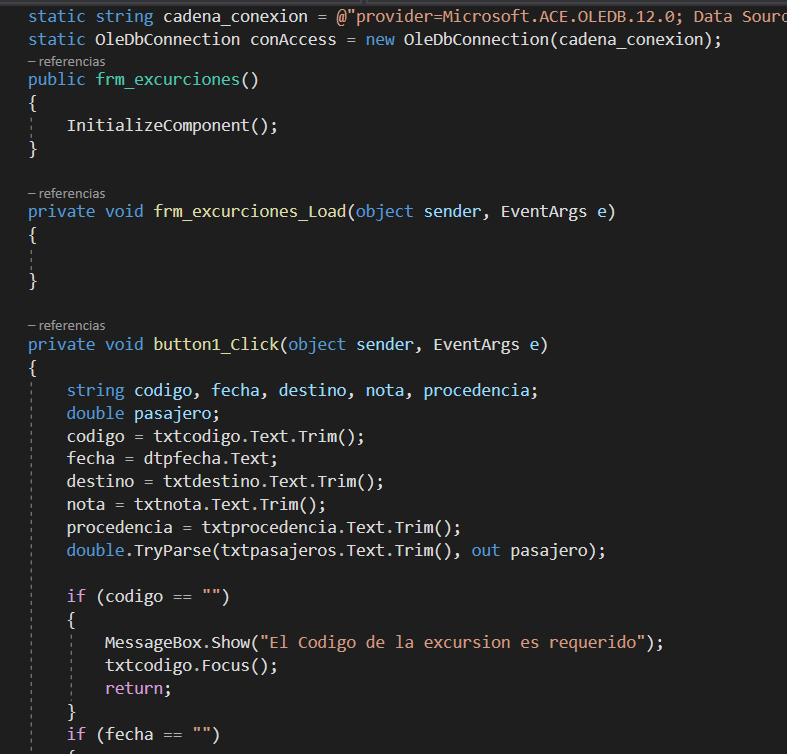 static string cadena_conexion = @"provider=Microsoft.ACE.OLEDB.12.0; Data Sourc
static OleDbConnection conAccess = new OleDbConnection(cadena_conexion);
– referencias
public frm_excurciones()
{
InitializeComponent();
}
– referencias
private void frm_excurciones_Load(object sender, EventArgs e)
{
}
– referencias
private void button1_Click(object sender, EventArgs e)
{
string codigo, fecha, destino, nota, procedencia;
double pasajero;
codigo = txtcodigo.Text.Trim();
fecha = dtpfecha.Text;
destino = txtdestino.Text.Trim();
nota = txtnota.Text.Trim();
procedencia = txtprocedencia.Text.Trim();
double.TryParse(txtpasajeros.Text.Trim(), out pasajero);
if (codigo == "")
{
MessageBox.Show("El Codigo de la excursion es requerido");
txtcodigo.Focus();
return;
}
if (fecha == "")